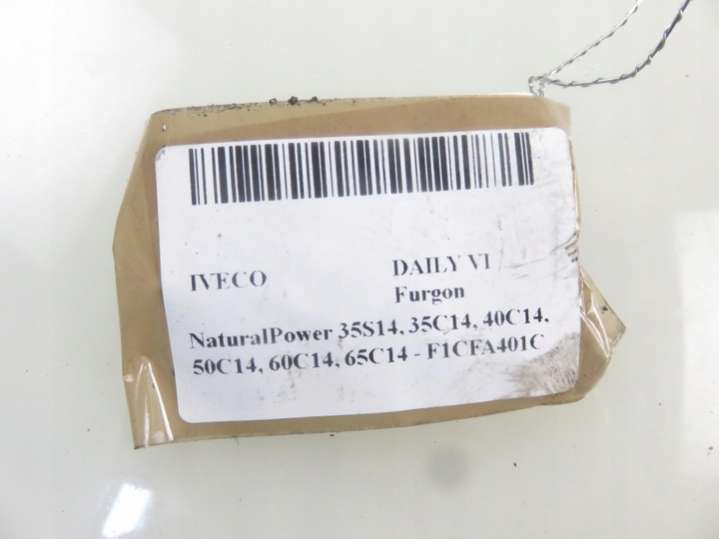 IVECO DAILY VI
Furgon
NaturalPower 35S14, 35C14, 40C14,
50C14, 60C14, 65C14 - F1CFA401C